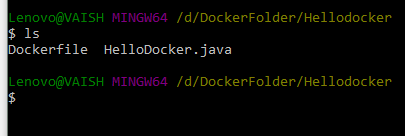 Lenovo@VAISH MINGW64 /d/DockerFolder/Hellodocker
$ ls
Dockerfile  HelloDocker.java
Lenovo@VAISH MINGW64 /d/DockerFolder/Hellodocker
$